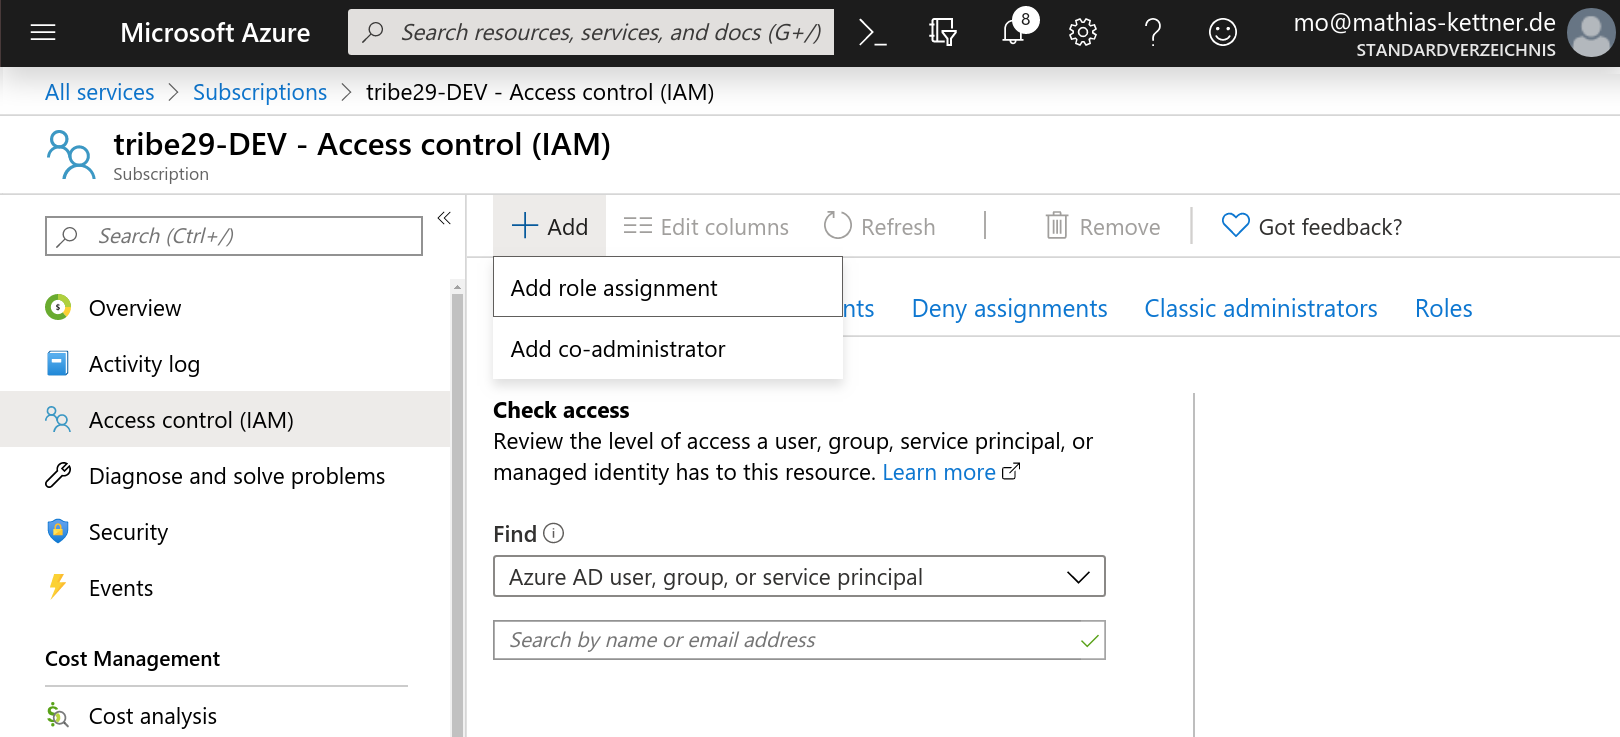 Microsoft Azure
Search resources, services, and docs (G+/)
8
mo@mathias-kettner.de
STANDARDVERZEICHNIS
All services > Subscriptions > tribe29-DEV - Access control (IAM)
tribe29-DEV - Access control (IAM)
Subscription
Search (Ctrl+/)
«
Overview
Activity log
Access control (IAM)
Diagnose and solve problems
Security
Events
Cost Management
Cost analysis
+ Add
Edit columns
Refresh
Remove
Got feedback?
Add role assignment
Add co-administrator
nts
Deny assignments
Classic administrators
Roles
Check access
Review the level of access a user, group, service principal, or
managed identity has to this resource. Learn more
Find
Azure AD user, group, or service principal
Search by name or email address